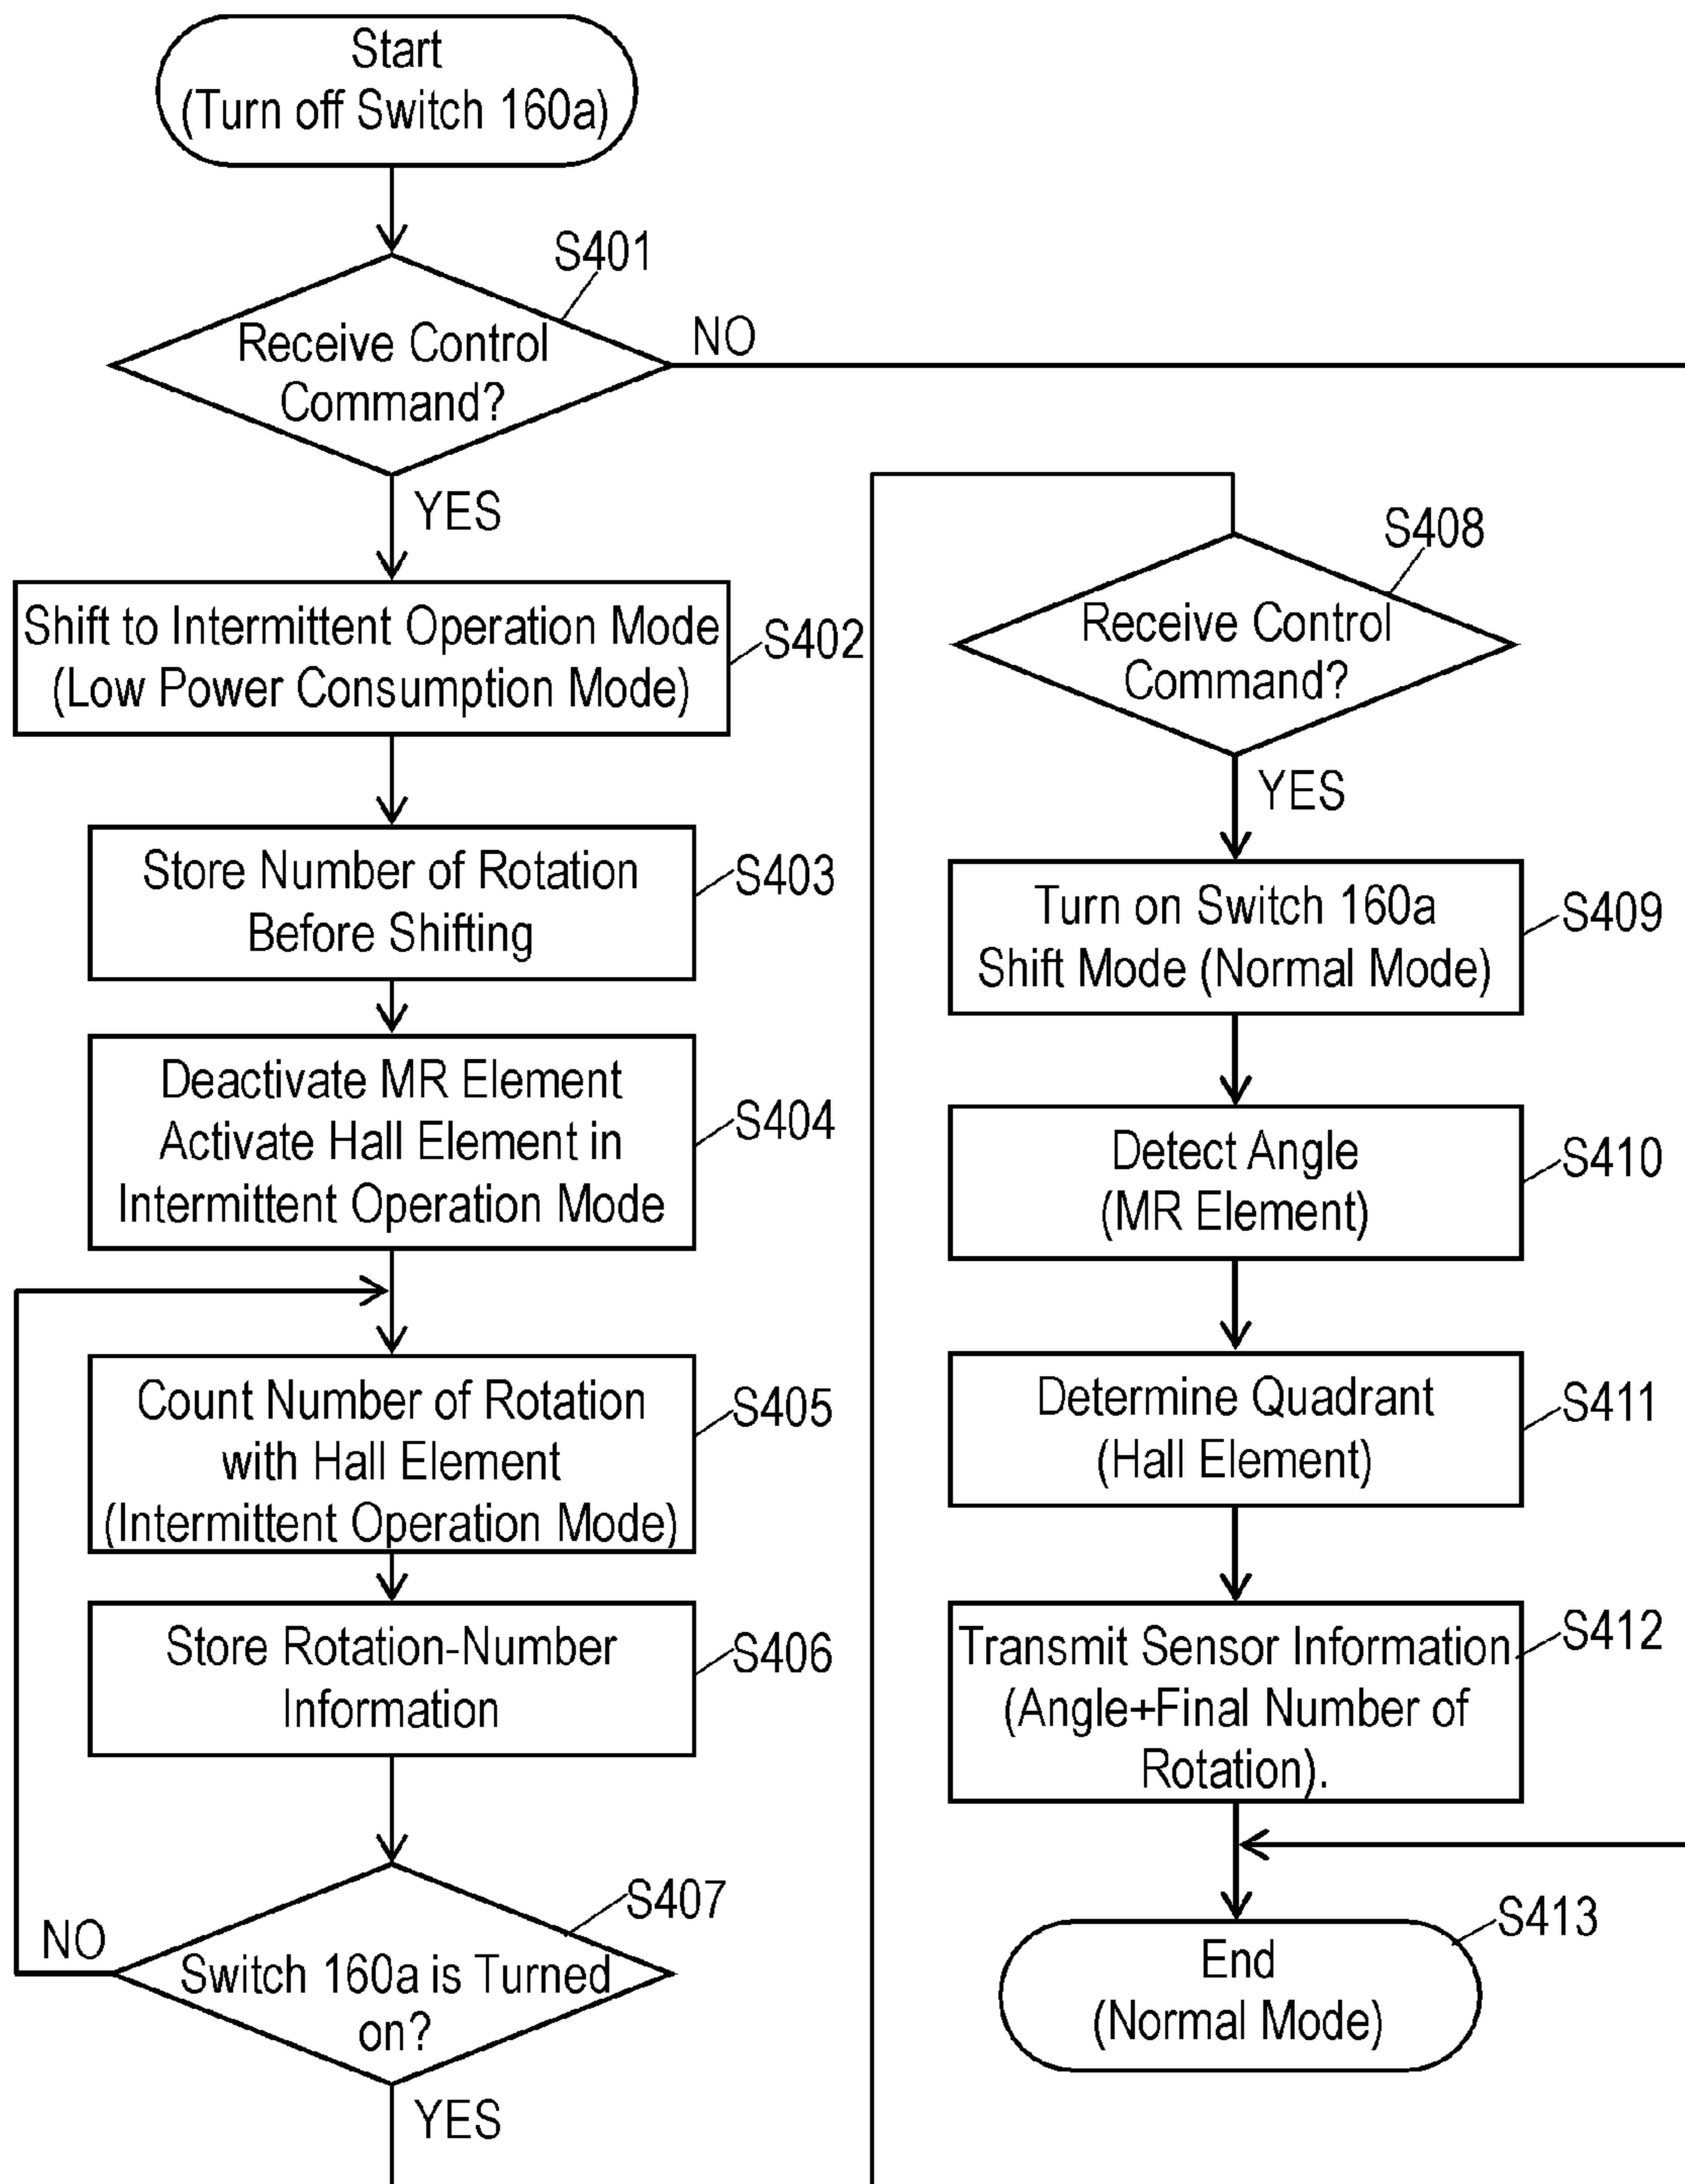 Start
(Turn off Switch 160a)
S401
Receive Control
Command?
NO
YES
Shift to Intermittent Operation Mode
(Low Power Consumption Mode)
S402
Store Number of Rotation
Before Shifting
S403
Deactivate MR Element
Activate Hall Element in
Intermittent Operation Mode
S404
Count Number of Rotation
with Hall Element
(Intermittent Operation Mode)
S405
Store Rotation-Number
Information
S406
S407
NO
Switch 160a is Turned
on?
YES
S408
Receive Control
Command?
YES
Turn on Switch 160a
Shift Mode (Normal Mode)
S409
Detect Angle
(MR Element)
S410
Determine Quadrant
(Hall Element)
S411
Transmit Sensor Information
(Angle+Final Number of
Rotation).
S412
End
(Normal Mode)
S413